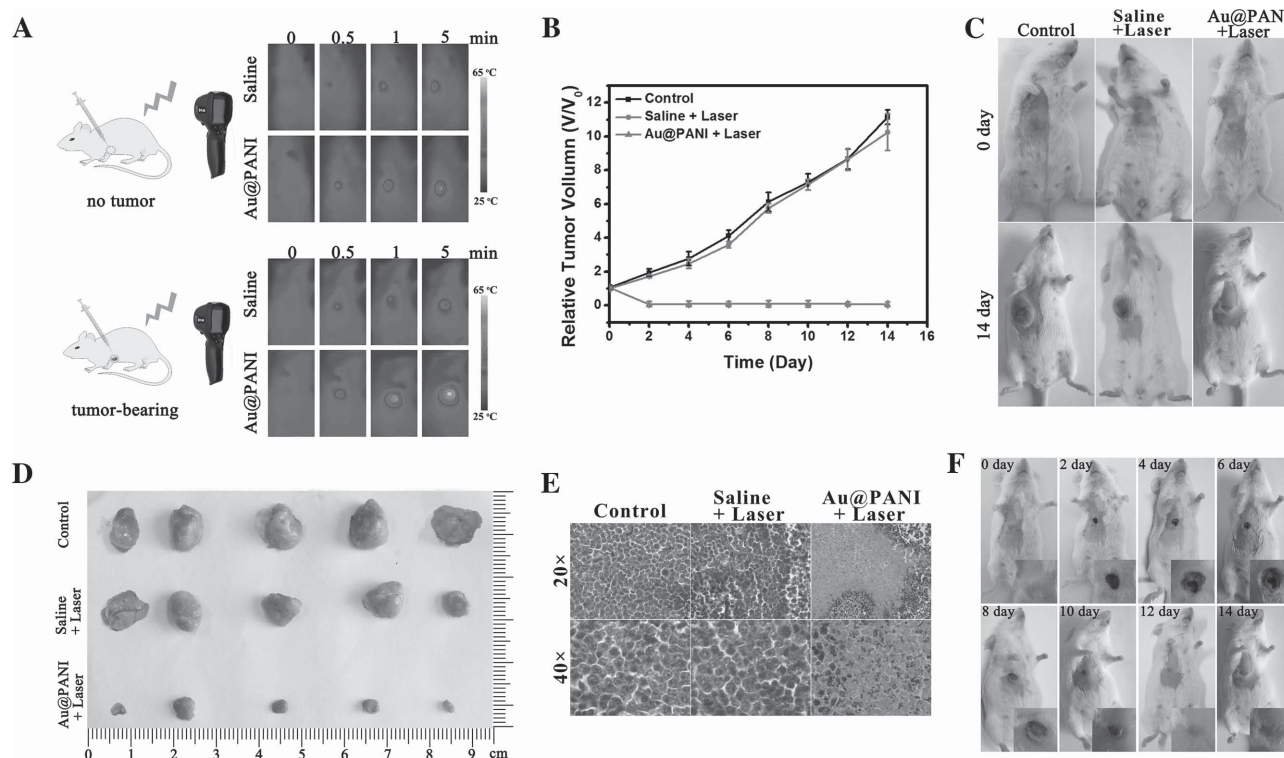 A
0 0.5 1 5 min
Saline
Au@PANI
65 °C
25 °C
no tumor
0 0.5 1 5 min
Saline
Au@PANI
65 °C
25 °C
tumor-bearing
B
Relative Tumor Vollumn (V/V0)
12
10
8
6
4
2
0
Control
Saline + Laser
Au@PANI + Laser
0 2 4 6 8 10 12 14 16
Time (Day)
C
Control
Saline
+Laser
Au@PAN
+Laser
0 day
14 day
D
Control
Saline
+ Laser
Au@PANI
+ Laser
0 1 2 3 4 5 6 7 8 9 cm
E
Control
Saline
+ Laser
Au@PANI
+ Laser
20×
40×
F
0 day 2 day 4 day 6 day
8 day 10 day 12 day 14 day